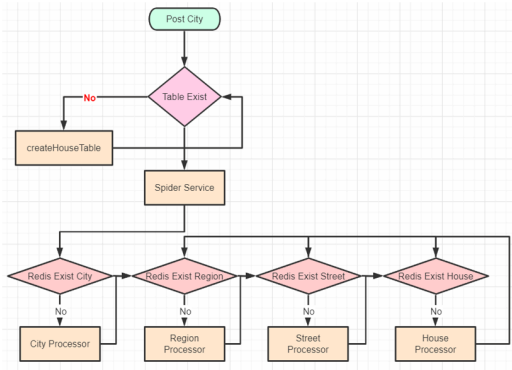 Post City
Table Exist
No
createHouseTable
Spider Service
Redis Exist City
Redis Exist Region
Redis Exist Street
Redis Exist House
No
No
No
No
City Processor
Region
Processor
Street
Processor
House
Processor